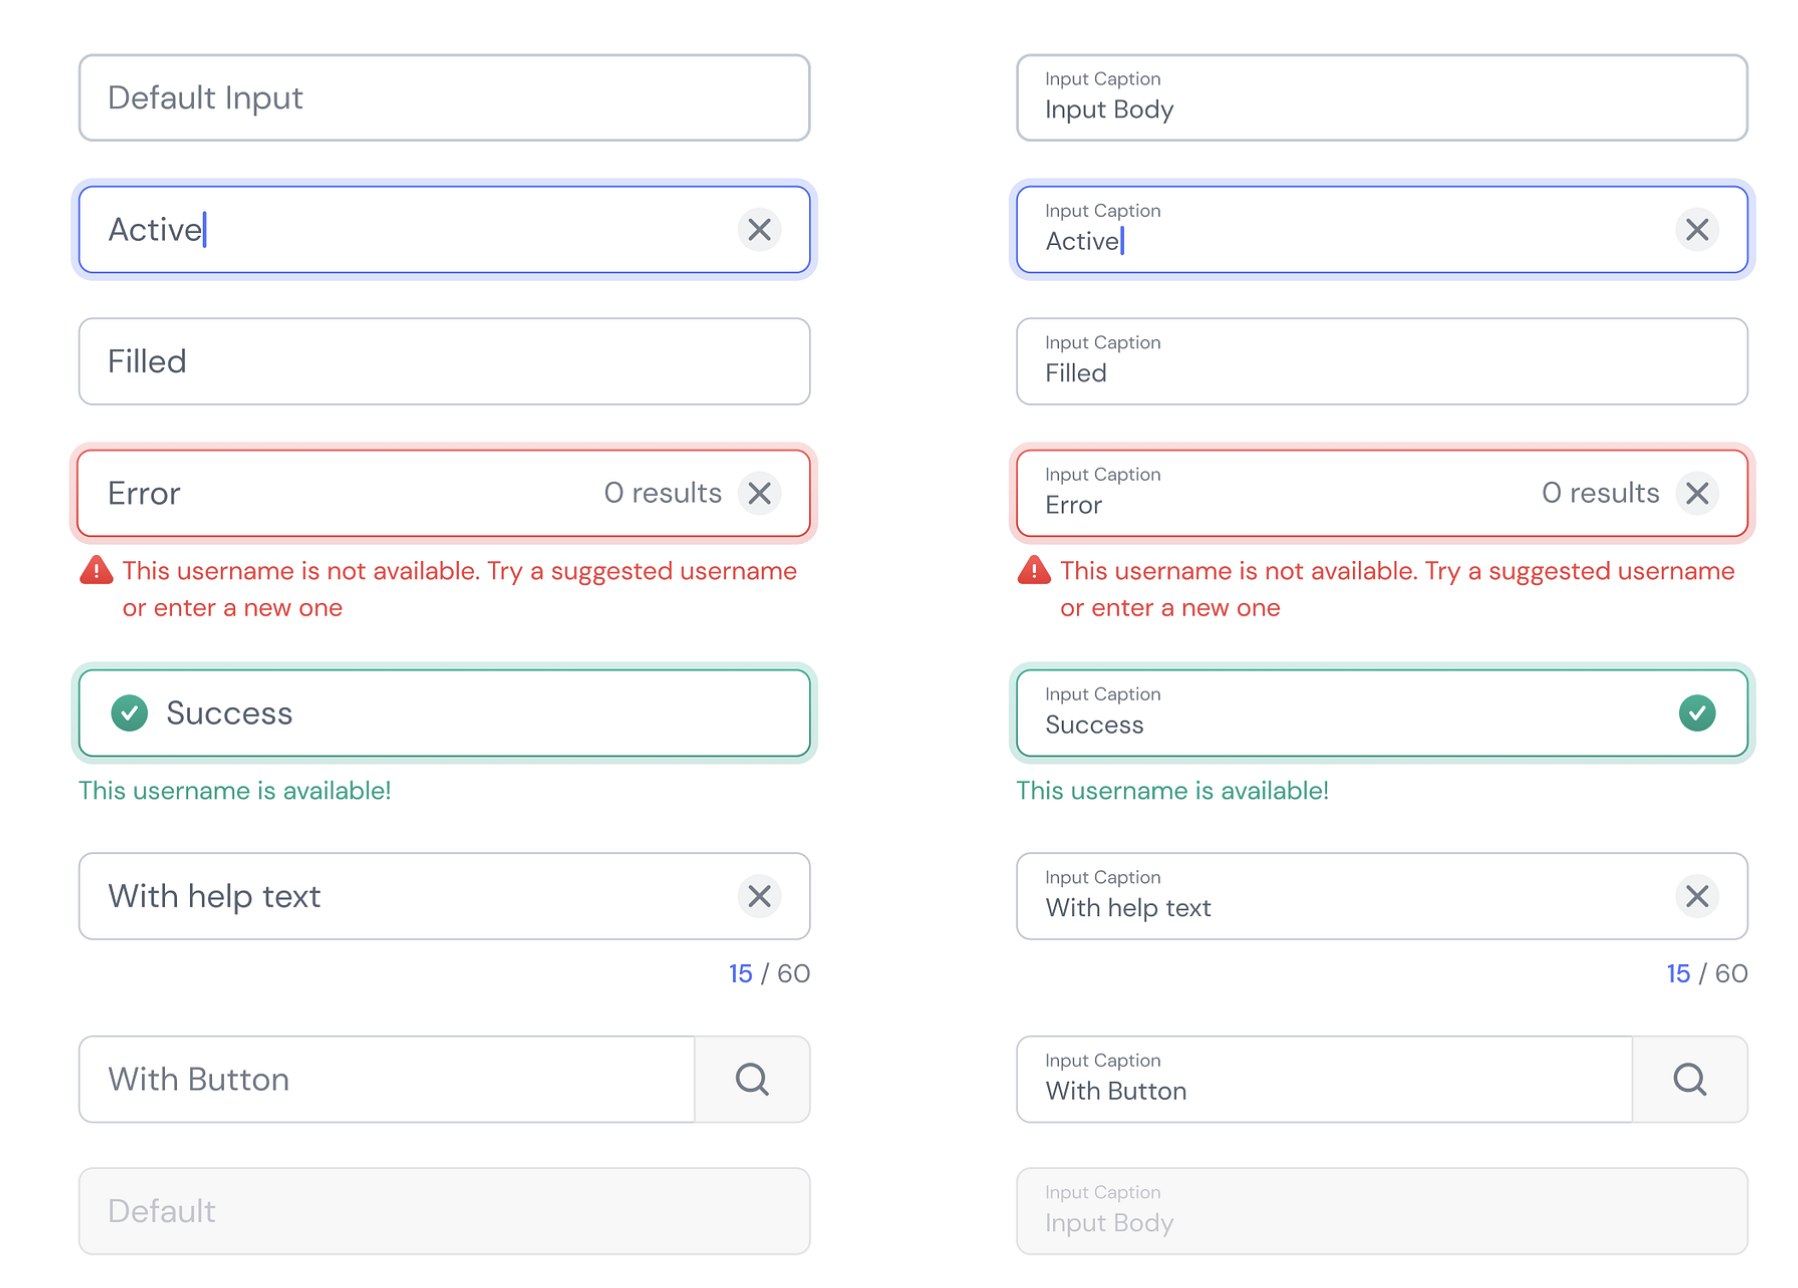 Default Input
Input Caption
Input Body
Active
Input Caption
Active
Filled
Input Caption
Filled
Error 0 results
Input Caption
Error
0 results
This username is not available. Try a suggested username
or enter a new one
This username is not available. Try a suggested username
or enter a new one
Success
Input Caption
Success
This username is available!
This username is available!
With help text
Input Caption
With help text
15 / 60
15 / 60
With Button
Input Caption
With Button
Default
Input Caption
Input Body